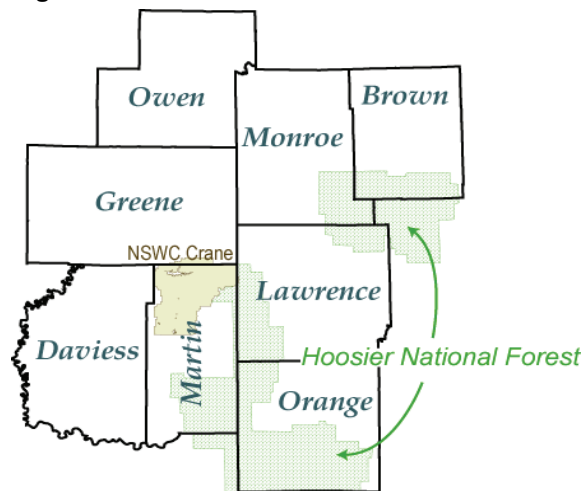 Owen
Brown
Monroe
Greene
NSWC Crane
Lawrence
Daviess
Martin
Hoosier National Forest
Orange